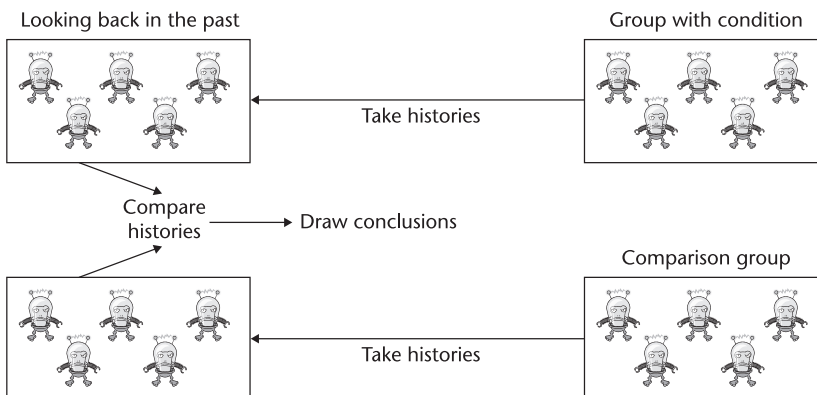 Looking back in the past
Group with condition
Take histories
Compare
histories
Draw conclusions
Comparison group
Take histories